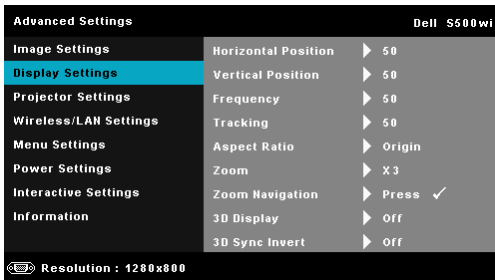 Advanced Settings Dell S500wi
Image Settings
Display Settings
Projector Settings
Wireless/LAN Settings
Menu Settings
Power Settings
Interactive Settings
Information
Horizontal Position 50
Vertical Position 50
Frequency 50
Tracking 50
Aspect Ratio Origin
Zoom X3
Zoom Navigation Press ✓
3D Display Off
3D Sync Invert Off
Resolution : 1280x800